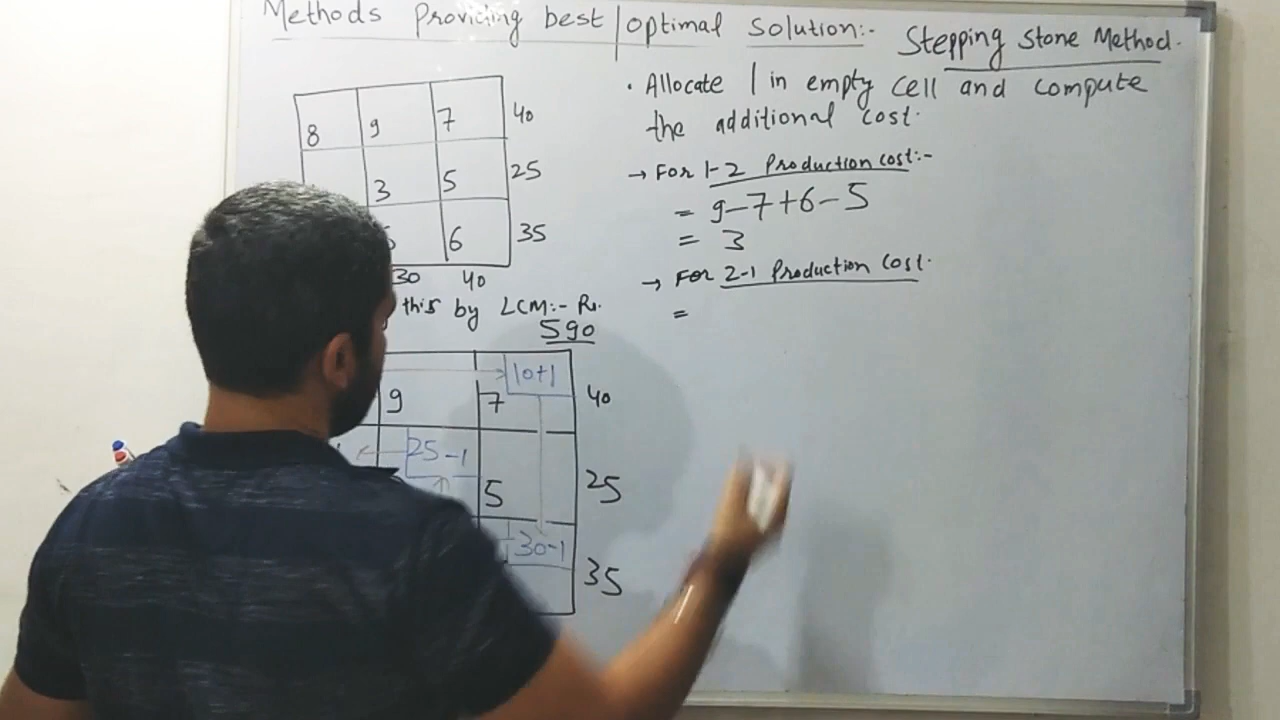 Methods Providing best/optimal Solution:- Stepping Stone Method.
• Allocate 1 in empty cell and compute
the additional cost.
→ For 1-2 Production cost:-
= 9-7+6-5
= 3
→ For 2-1 Production Cost.
=
8 9 7 40
3 5 25
6 35
30 40
this by LCM:- Rs.
590
10+1
9 7 40
25-1
5 25
30-1
35